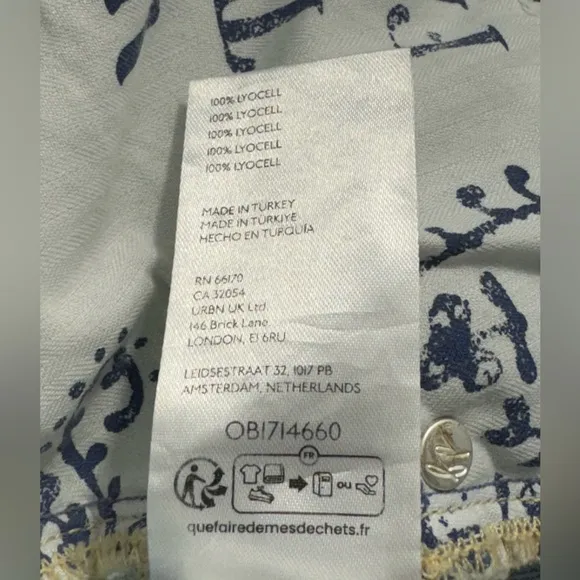 100% LYOCELL
100% LYOCELL
100% LYOCELL
100% LYOCELL
100% LYOCELL
MADE IN TURKEY
MADE IN TÜRKIYE
HECHO EN TURQUÍA
RN 66170
CA 32054
URBN UK Ltd
146 Brick Lane
LONDON, E1 6RU
LEIDSESTRAAT 32, 1017 PB
AMSTERDAM, NETHERLANDS
OB1714660
FR
OU
quefairedemesdechets.fr